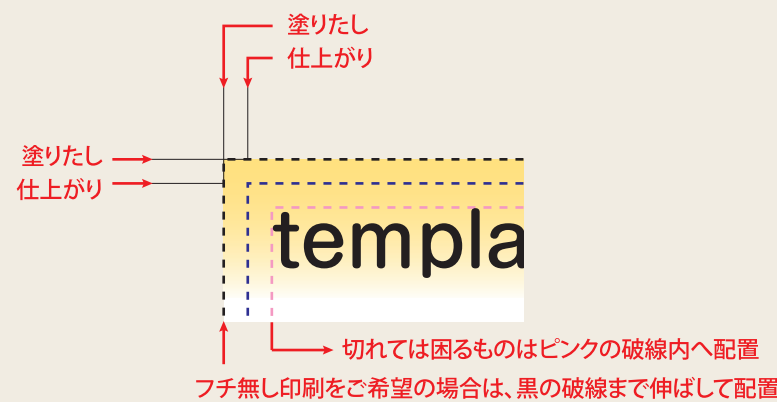 塗りたし
仕上がり
塗りたし
仕上がり
templa
切れては困るものはピンクの破線内へ配置
フチ無し印刷をご希望の場合は、黒の破線まで伸ばして配置